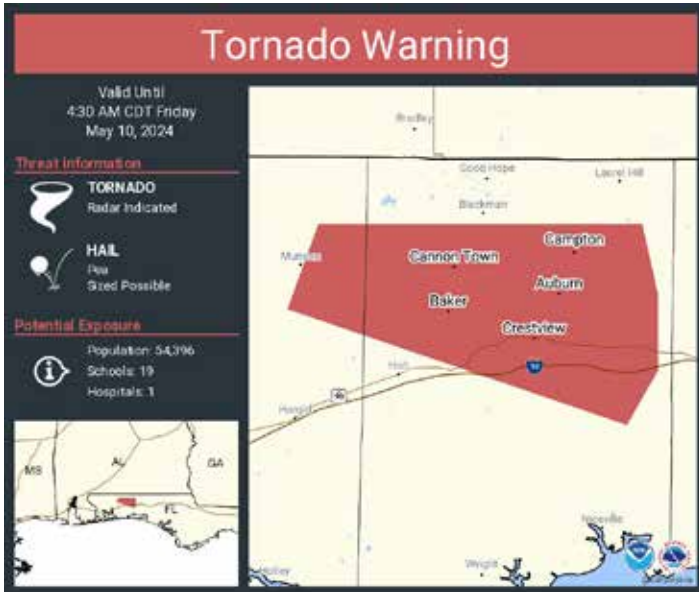 Tornado Warning
Valid Until
4:30 AM CDT Friday
May 10, 2024
Threat Information
TORNADO
Radar Indicated
HAIL
Pea
Sized Possible
Potential Exposure
Population: 54,396
Schools: 19
Hospitals: 1
MS
AL
GA
FL
Bradley
Good Hope
Laurel Hill
Blackman
Campton
Munson
Cannon Town
Auburn
Baker
Crestview
Holt
10
Harold
Niceville
Wright
Holley